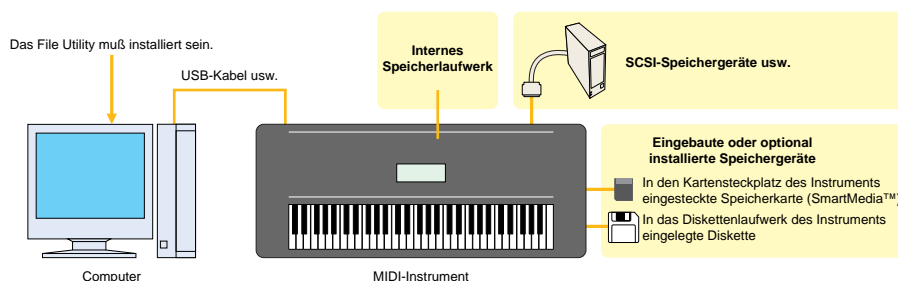 Das File Utility muß installiert sein.
USB-Kabel usw.
Internes
Speicherlaufwerk
SCSI-Speichergeräte usw.
Eingebaute oder optional
installierte Speichergeräte
In den Kartensteckplatz des Instruments
eingesteckte Speicherkarte (SmartMedia™)
In das Diskettenlaufwerk des Instruments
eingelegte Diskette
Computer
MIDI-Instrument